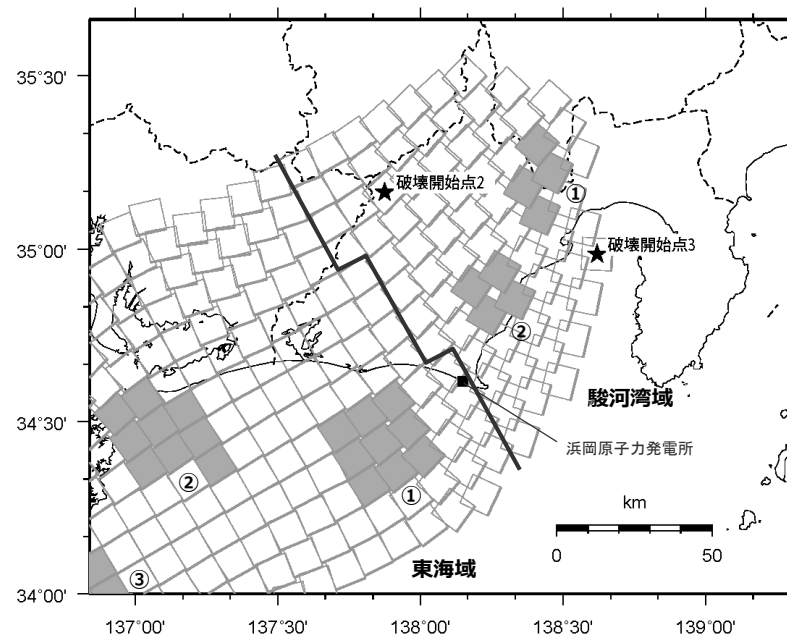 35°30'
破壊開始点2
①
破壊開始点3
35°00'
②
駿河湾域
34°30'
浜岡原子力発電所
②
①
km
0
50
東海域
③
34°00'
137°00'
137°30'
138°00'
138°30'
139°00'